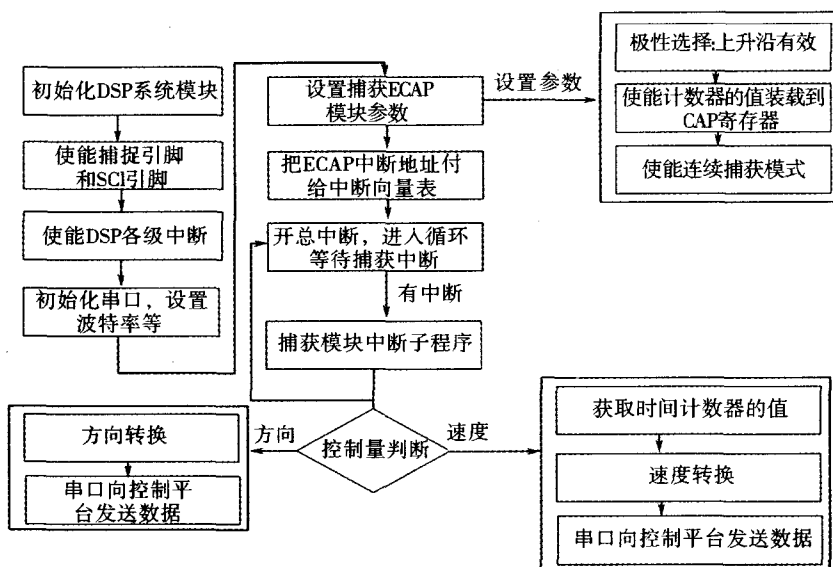 初始化DSP系统模块
使能捕捉引脚
和SCI引脚
使能DSP各级中断
初始化串口，设置
波特率等
设置捕获ECAP
模块参数
设置参数
极性选择:上升沿有效
使能计数器的值装载到
CAP寄存器
使能连续捕获模式
把ECAP中断地址付
给中断向量表
开总中断，进入循环
等待捕获中断
有中断
捕获模块中断子程序
控制量判断
方向
方向转换
串口向控制平
台发送数据
速度
获取时间计数器的值
速度转换
串口向控制平台发送数据